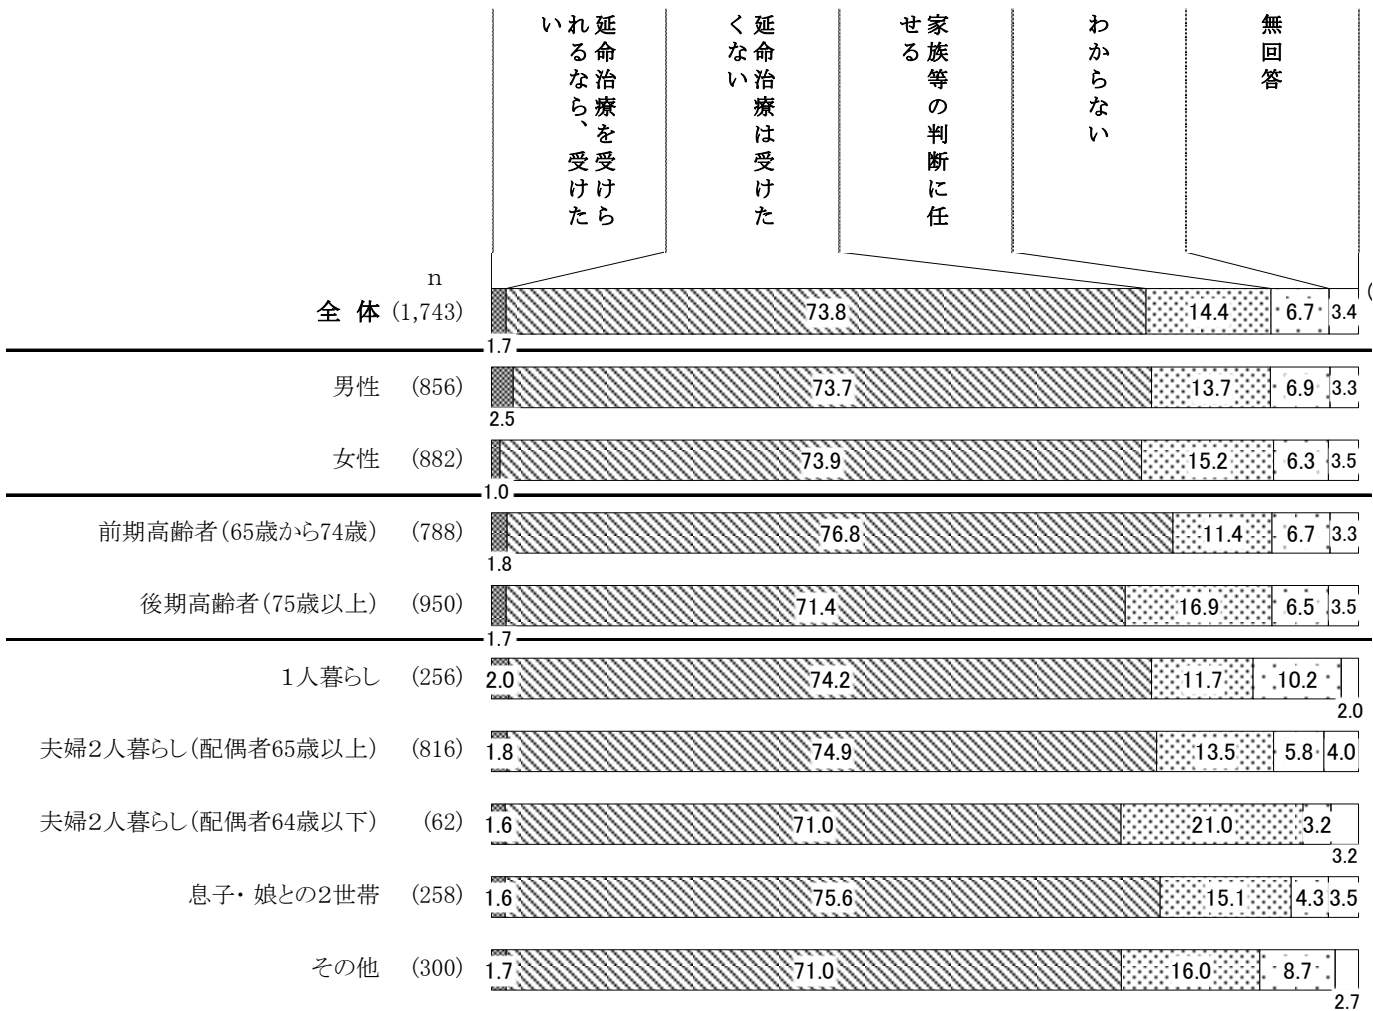 延命治療を受けら
れるなら、受けた
い
延命治療は受けた
くない
家族等の判断に任
せる
わからない
無回答
n
全 体 (1,743) 73.8 14.4 6.7 3.4 (
1.7
男性 (856) 73.7 13.7 6.9 3.3
2.5
女性 (882) 73.9 15.2 6.3 3.5
1.0
前期高齢者(65歳から74歳) (788) 76.8 11.4 6.7 3.3
1.8
後期高齢者(75歳以上) (950) 71.4 16.9 6.5 3.5
1.7
1人暮らし (256) 2.0 74.2 11.7 10.2
2.0
夫婦2人暮らし(配偶者65歳以上) (816) 1.8 74.9 13.5 5.8 4.0
夫婦2人暮らし(配偶者64歳以下) (62) 1.6 71.0 21.0 3.2
3.2
息子・娘との2世帯 (258) 1.6 75.6 15.1 4.3 3.5
その他 (300) 1.7 71.0 16.0 8.7
2.7